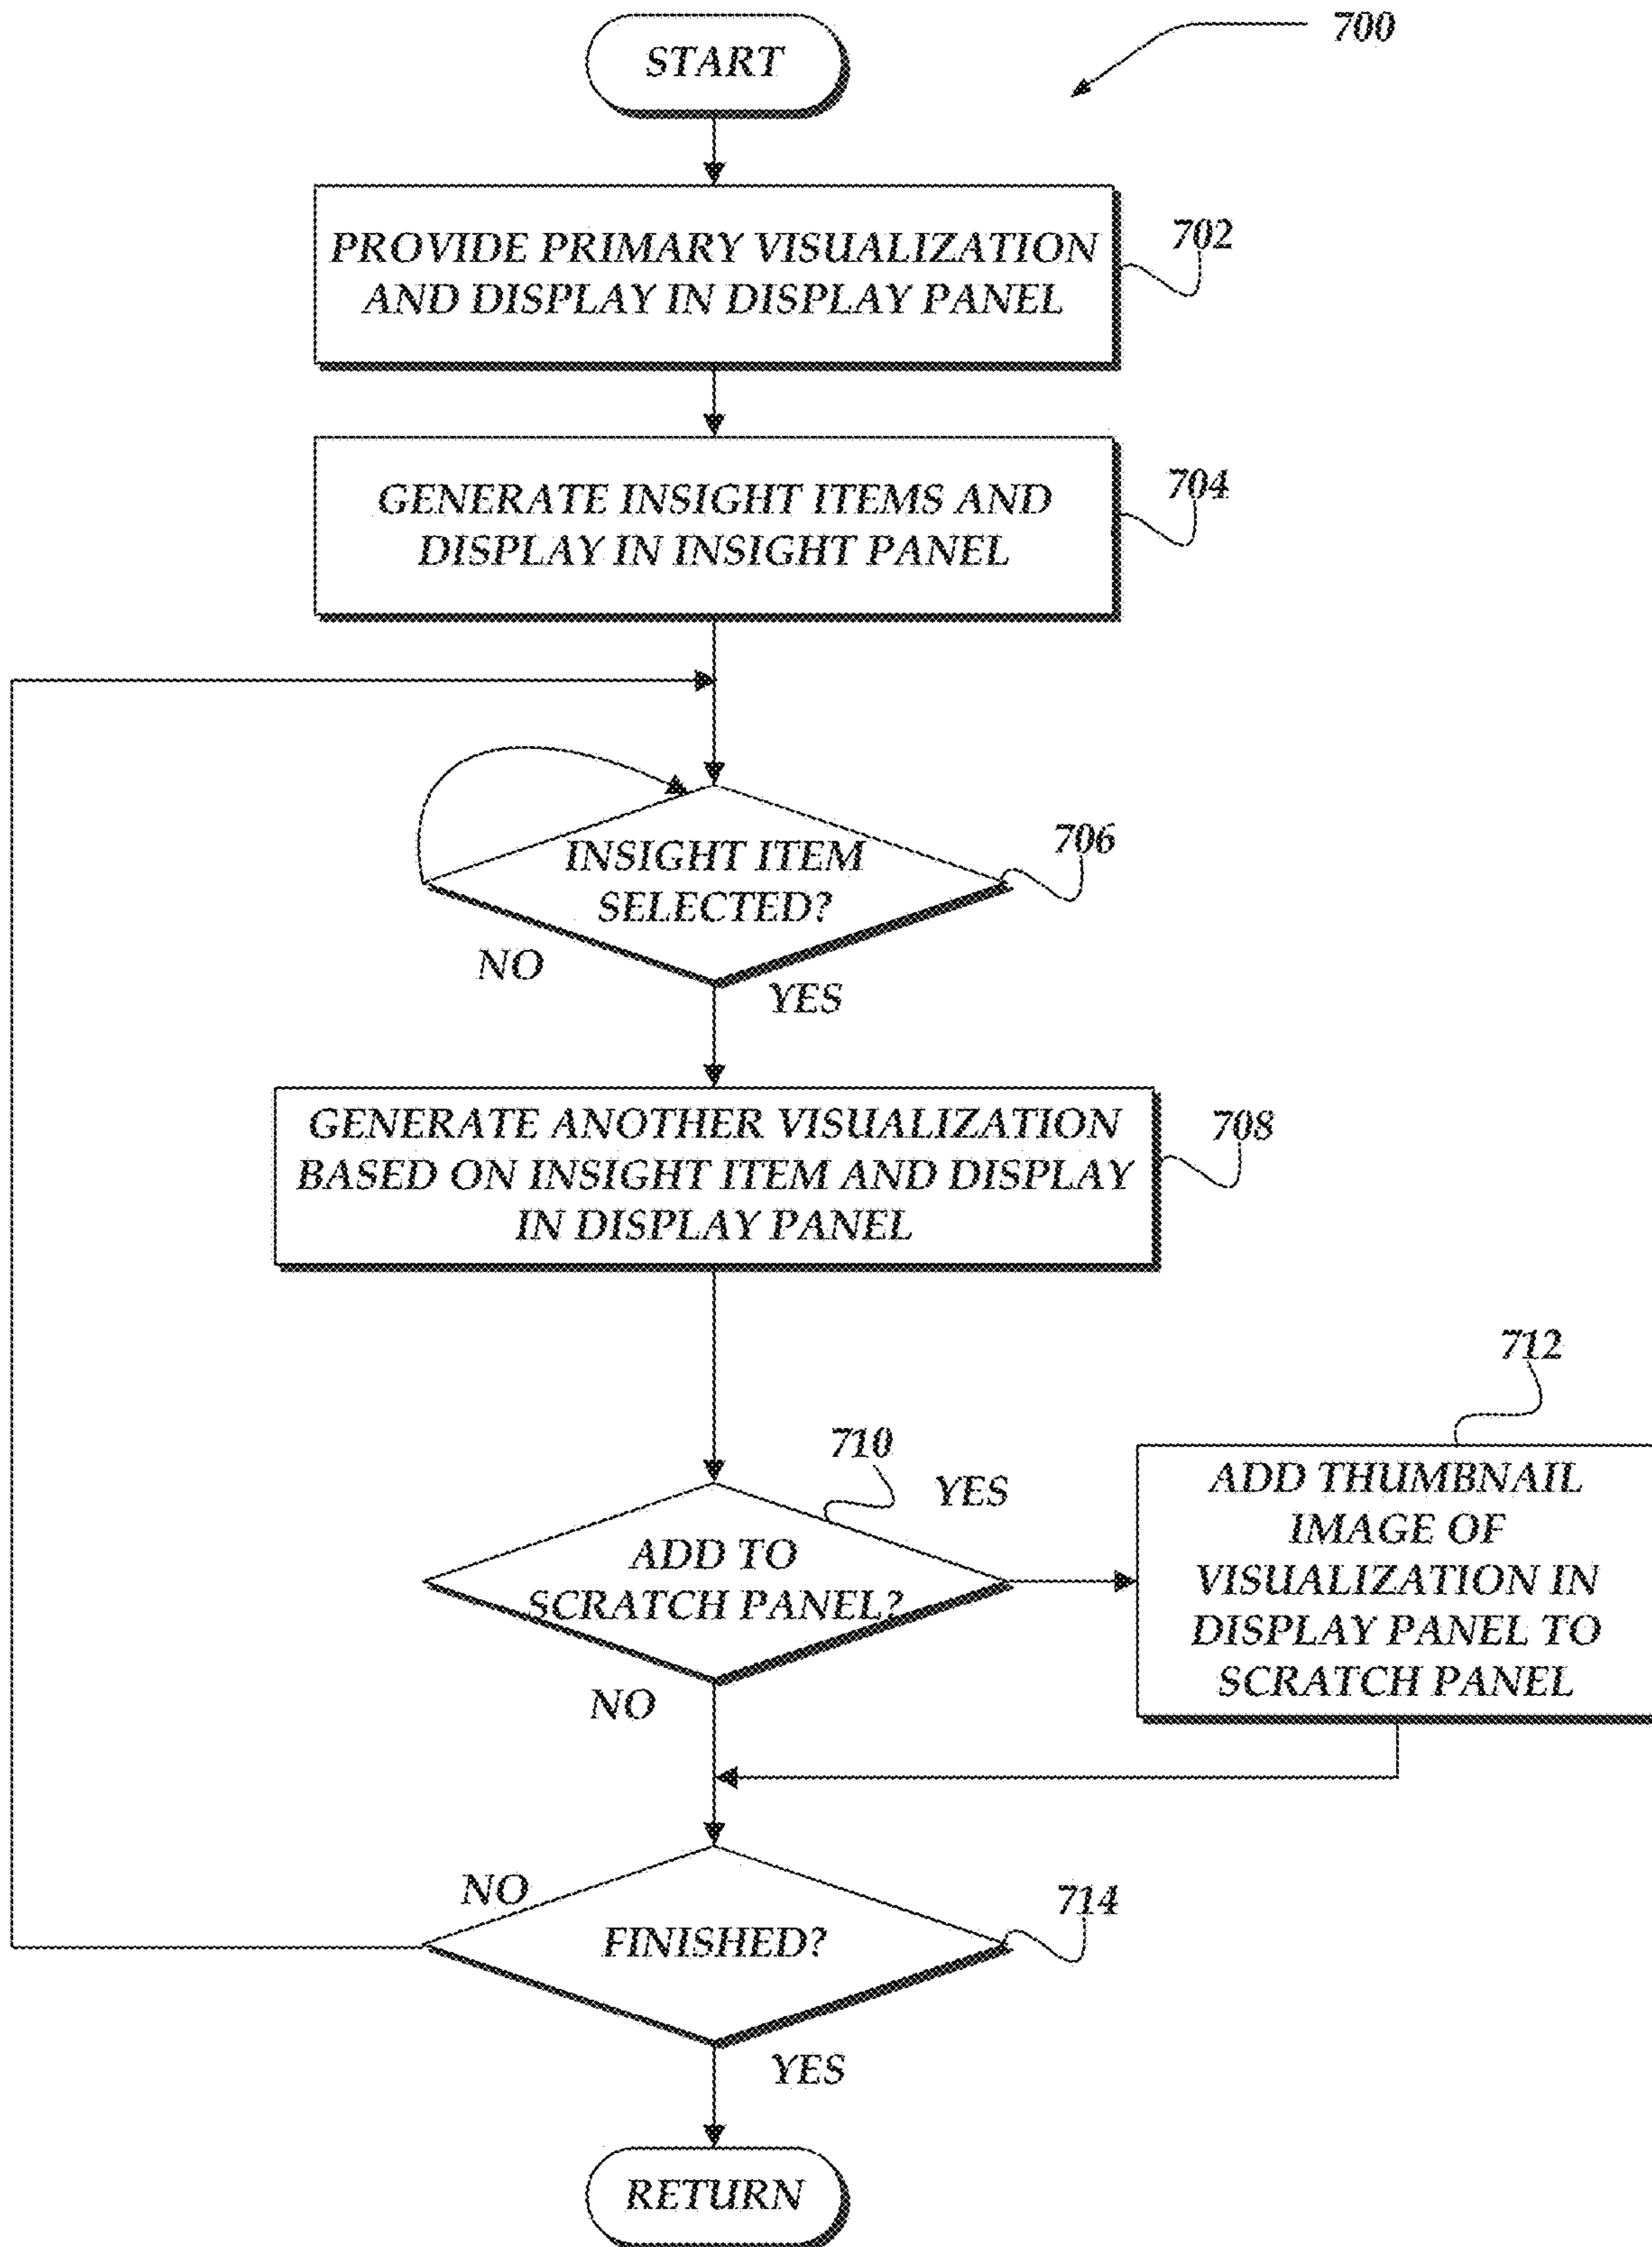 700
START
PROVIDE PRIMARY VISUALIZATION
AND DISPLAY IN DISPLAY PANEL
702
GENERATE INSIGHT ITEMS AND
DISPLAY IN INSIGHT PANEL
704
INSIGHT ITEM
SELECTED?
706
NO
YES
GENERATE ANOTHER VISUALIZATION
BASED ON INSIGHT ITEM AND DISPLAY
IN DISPLAY PANEL
708
710
YES
ADD TO
SCRATCH PANEL?
NO
712
ADD THUMBNAIL
IMAGE OF
VISUALIZATION IN
DISPLAY PANEL TO
SCRATCH PANEL
NO
FINISHED?
714
YES
RETURN